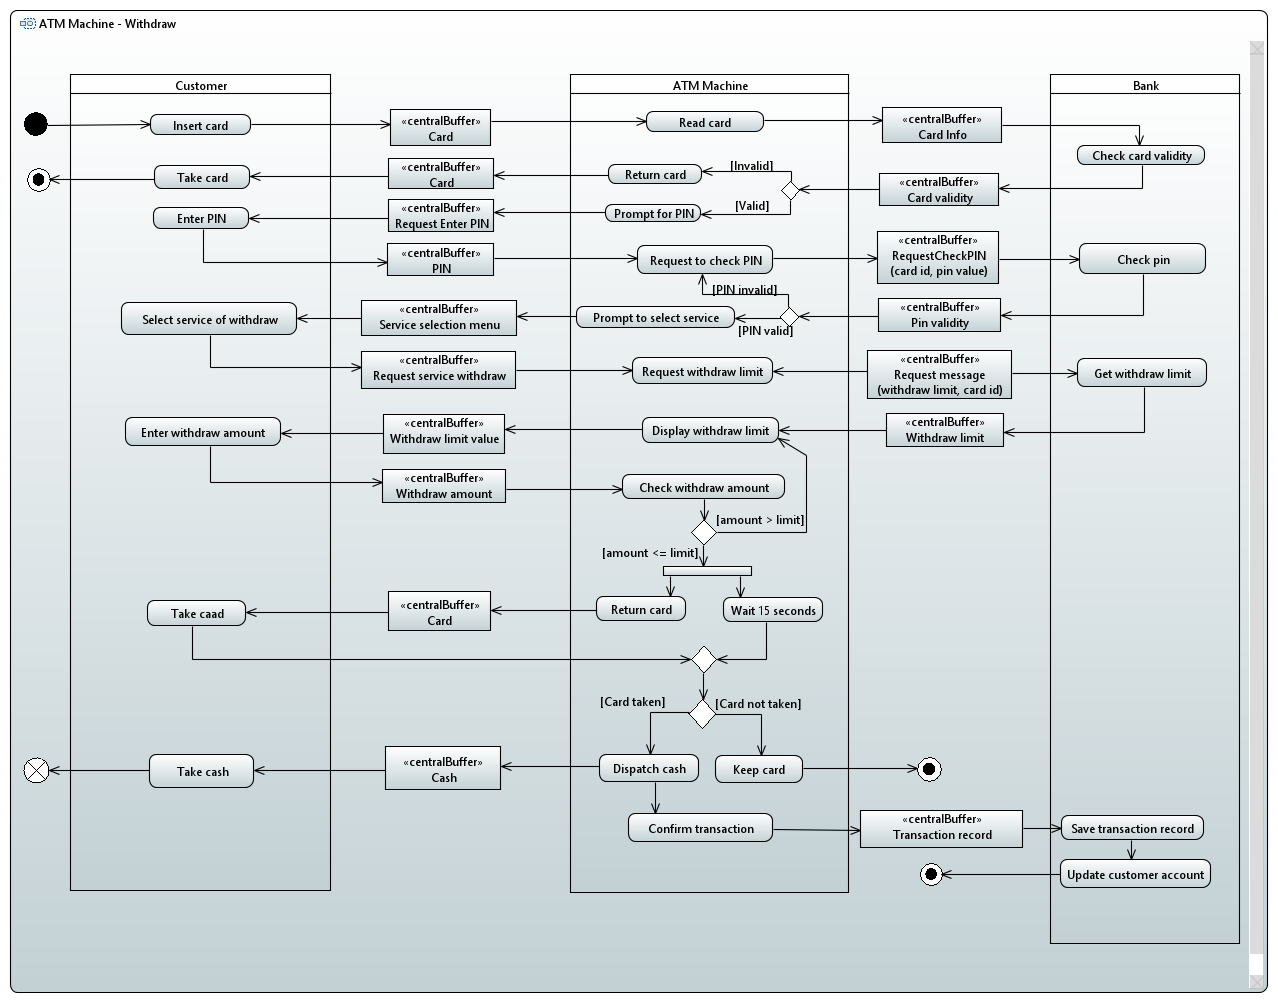 ATM Machine - Withdraw
Customer
ATM Machine
Bank
Insert card
«centralBuffer»
Card
Read card
«centralBuffer»
Card Info
Check card validity
Take card
«centralBuffer»
Card
Return card
[Invalid]
«centralBuffer»
Card validity
Enter PIN
«centralBuffer»
Request Enter PIN
Prompt for PIN
[Valid]
«centralBuffer»
PIN
Request to check PIN
«centralBuffer»
RequestCheckPIN
(card id, pin value)
Check pin
[PIN invalid]
Select service of withdraw
«centralBuffer»
Service selection menu
Prompt to select service
[PIN valid]
«centralBuffer»
Pin validity
«centralBuffer»
Request service withdraw
Request withdraw limit
«centralBuffer»
Request message
(withdraw limit, card id)
Get withdraw limit
Enter withdraw amount
«centralBuffer»
Withdraw limit value
Display withdraw limit
«centralBuffer»
Withdraw limit
«centralBuffer»
Withdraw amount
Check withdraw amount
[amount > limit]
[amount <= limit]
Take caad
«centralBuffer»
Card
Return card
Wait 15 seconds
[Card taken]
[Card not taken]
Take cash
«centralBuffer»
Cash
Dispatch cash
Keep card
Confirm transaction
«centralBuffer»
Transaction record
Save transaction record
Update customer account